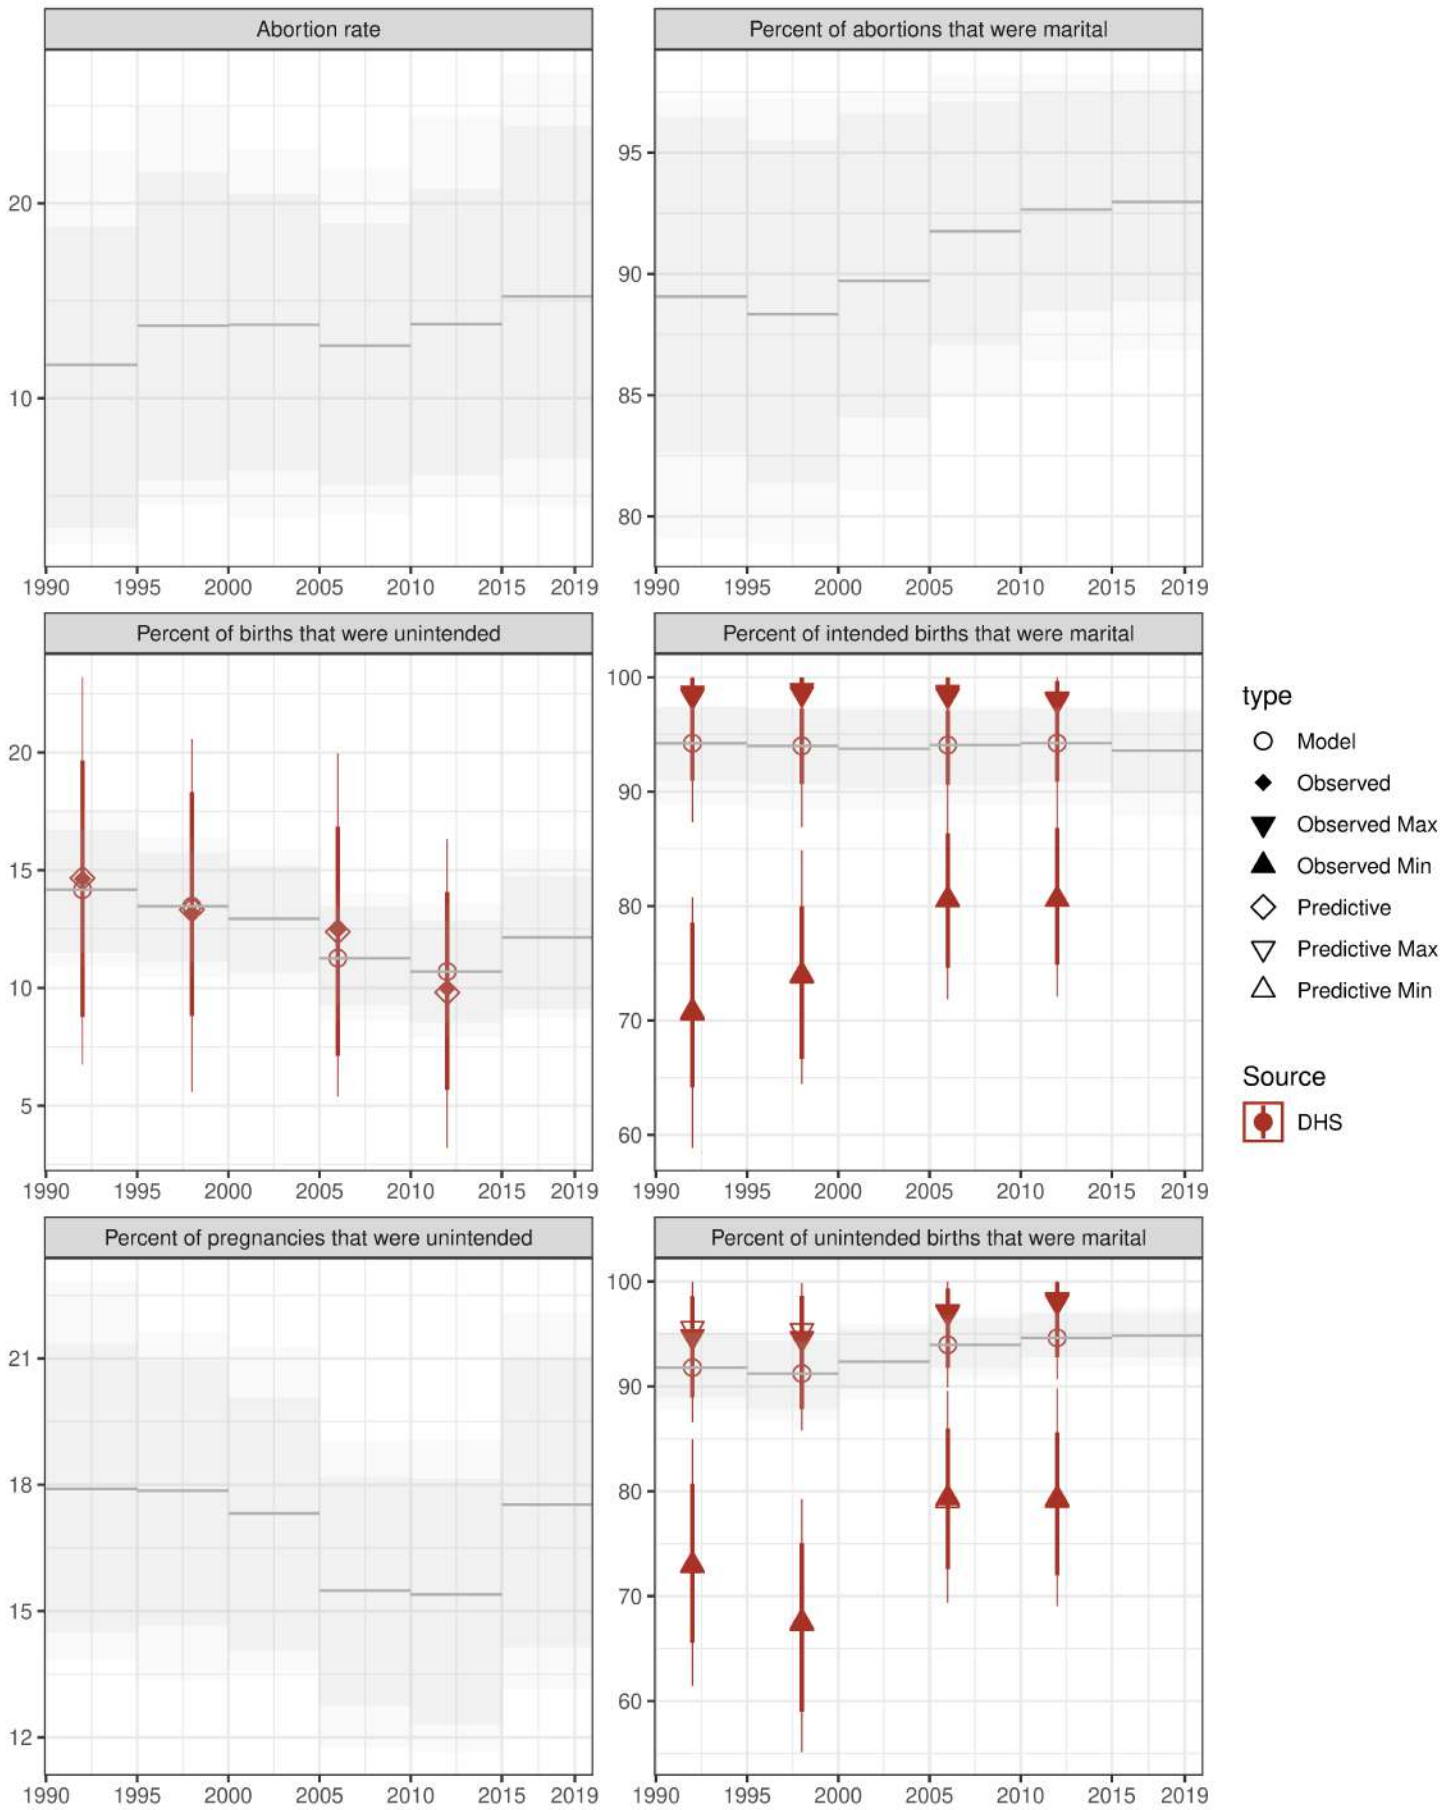 Abortion rate
Percent of abortions that were marital
20
10
95
90
85
80
1990 1995 2000 2005 2010 2015 2019
1990 1995 2000 2005 2010 2015 2019
Percent of births that were unintended
Percent of intended births that were marital
20
15
10
5
100
90
80
70
60
1990 1995 2000 2005 2010 2015 2019
1990 1995 2000 2005 2010 2015 2019
type
Model
Observed
Observed Max
Observed Min
Predictive
Predictive Max
Predictive Min
Source
DHS
Percent of pregnancies that were unintended
Percent of unintended births that were marital
21
18
15
12
100
90
80
70
60
1990 1995 2000 2005 2010 2015 2019
1990 1995 2000 2005 2010 2015 2019